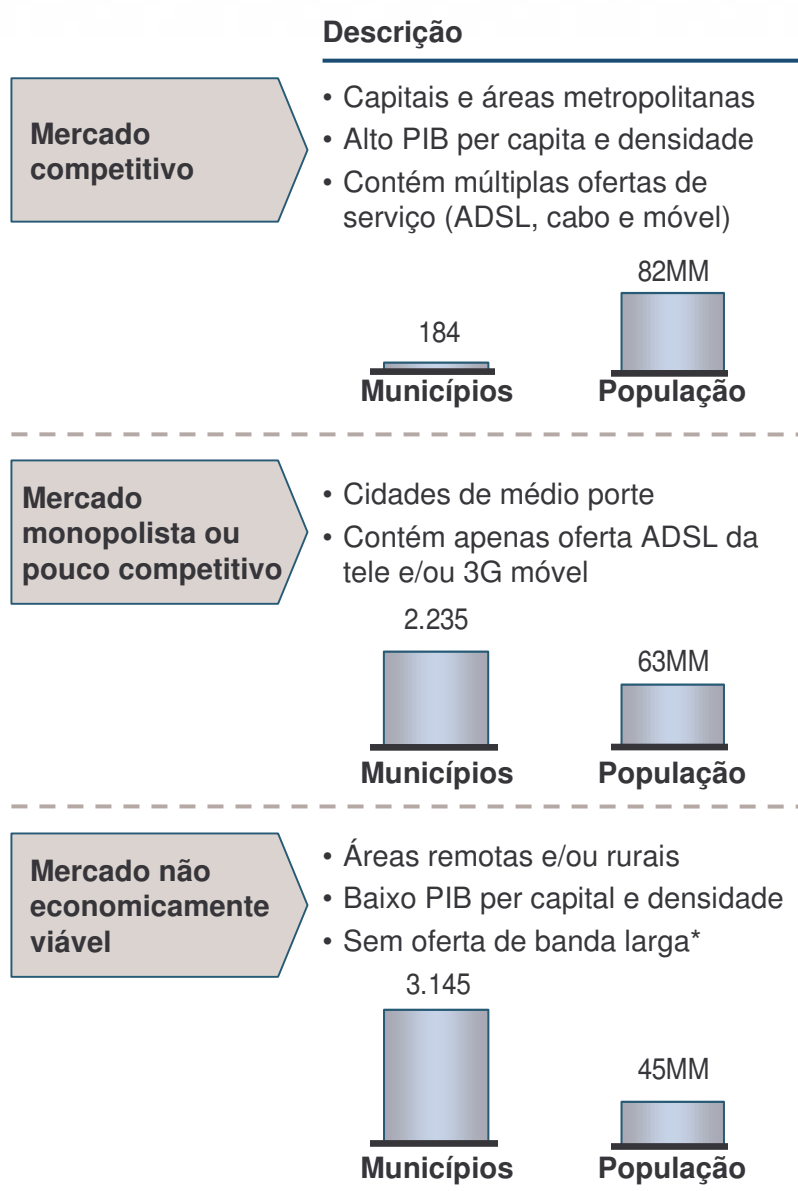 Descrição
Mercado
competitivo
• Capitais e áreas metropolitanas
• Alto PIB per capita e densidade
• Contém múltiplas ofertas de
serviço (ADSL, cabo e móvel)
184
82MM
Municípios
População
Mercado
monopolista ou
pouco competitivo
• Cidades de médio porte
• Contém apenas oferta ADSL da
tele e/ou 3G móvel
2.235
63MM
Municípios
População
Mercado não
economicamente
viável
• Áreas remotas e/ou rurais
• Baixo PIB per capital e densidade
• Sem oferta de banda larga*
3.145
45MM
Municípios
População